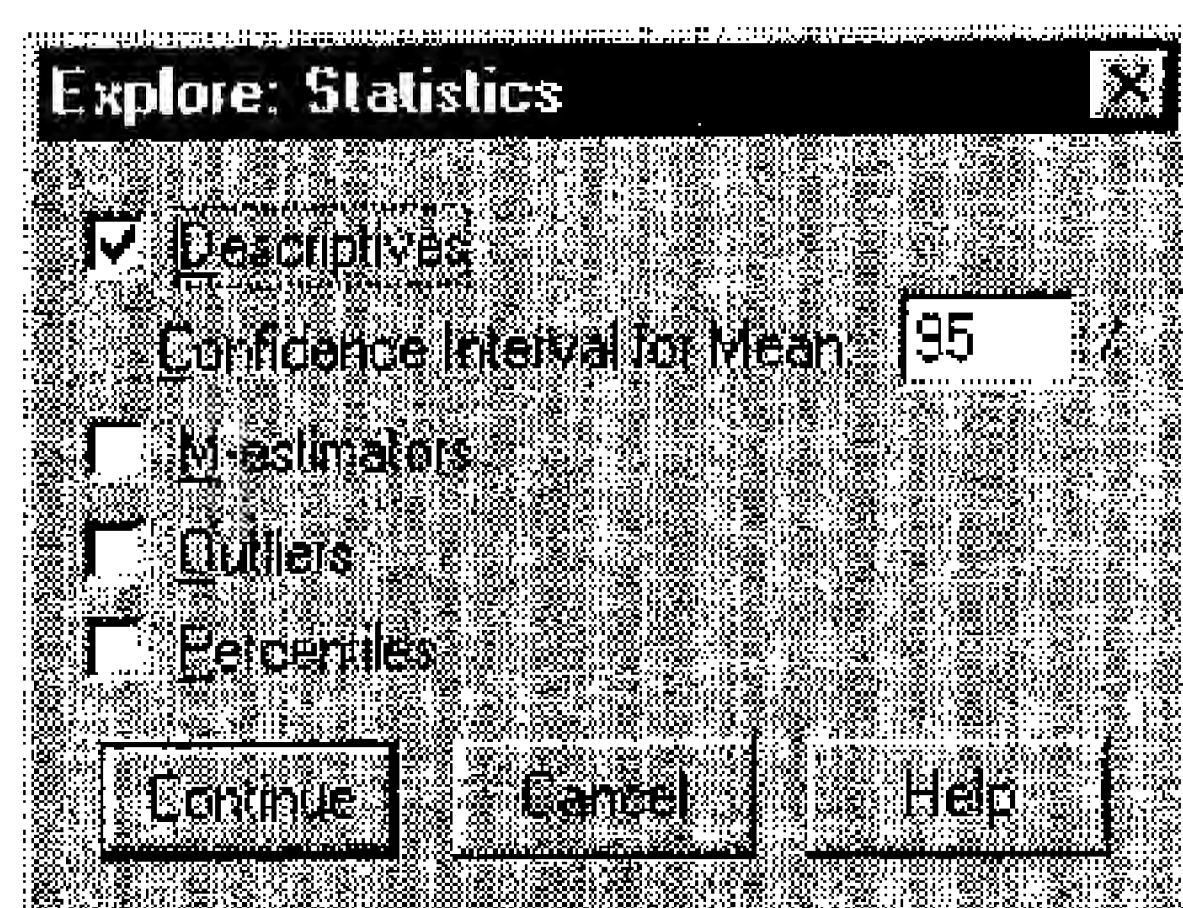 Explore: Statistics
Descriptives
Confidence Interval for Mean: 95 %
M-estimators
Outliers
Percentiles
Continue Cancel Help